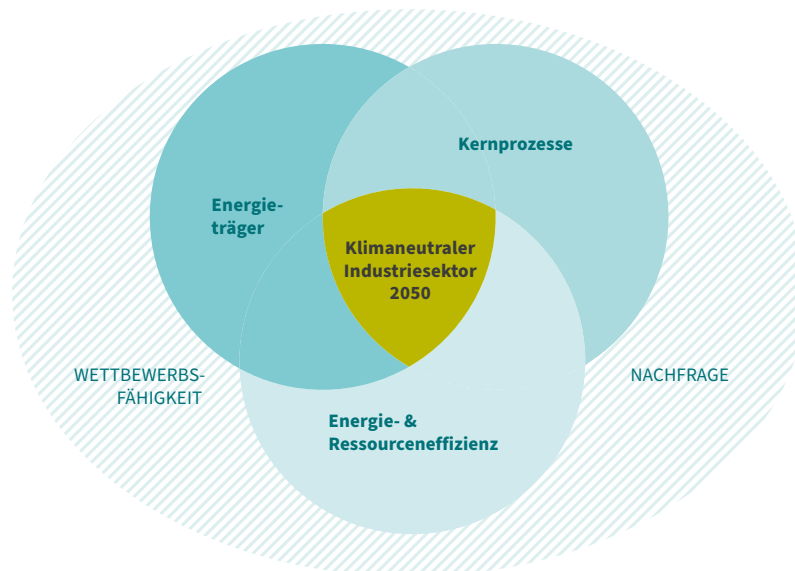 Kernprozesse
Energie-
träger
Klimaneutraler
Industriesektor
2050
WETTBEWERBS-
FÄHIGKEIT
NACHFRAGE
Energie- &
Ressourceneffizienz